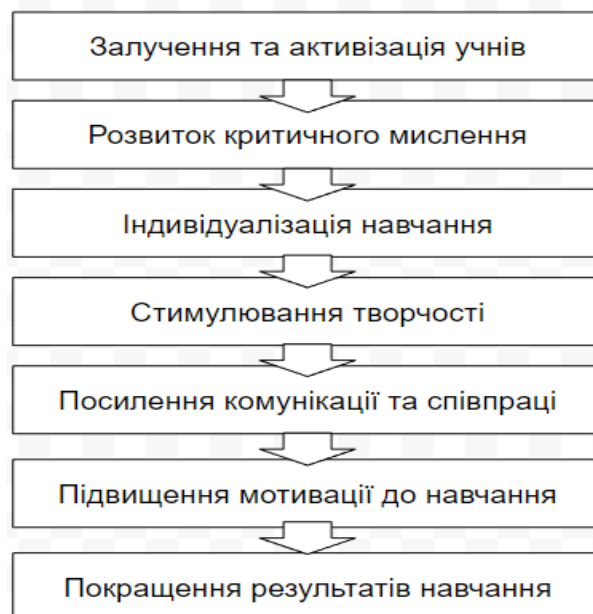 Залучення та активізація учнів
Розвиток критичного мислення
Індивідуалізація навчання
Стимулювання творчості
Посилення комунікації та співпраці
Підвищення мотивації до навчання
Покращення результатів навчання